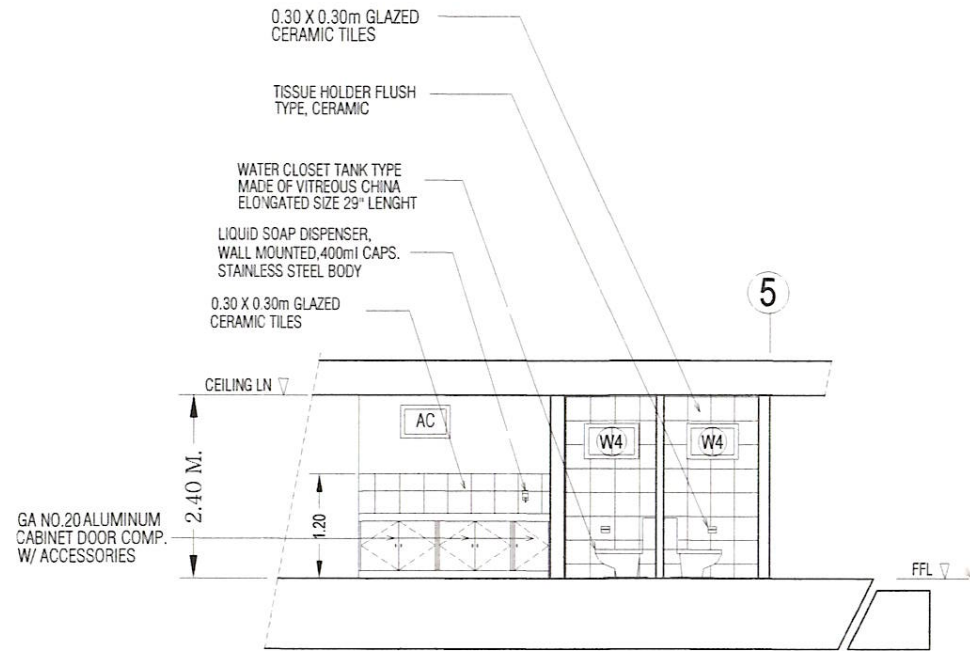 0.30 X 0.30m GLAZED
CERAMIC TILES
TISSUE HOLDER FLUSH
TYPE, CERAMIC
WATER CLOSET TANK TYPE
MADE OF VITREOUS CHINA
ELONGATED SIZE 29" LENGHT
LIQUID SOAP DISPENSER,
WALL MOUNTED,400ml CAPS.
STAINLESS STEEL BODY
0.30 X 0.30m GLAZED
CERAMIC TILES
5
CEILING LN
AC
W4
W4
2.40 M.
1.20
GA NO.20 ALUMINUM
CABINET DOOR COMP.
W/ ACCESSORIES
FFL